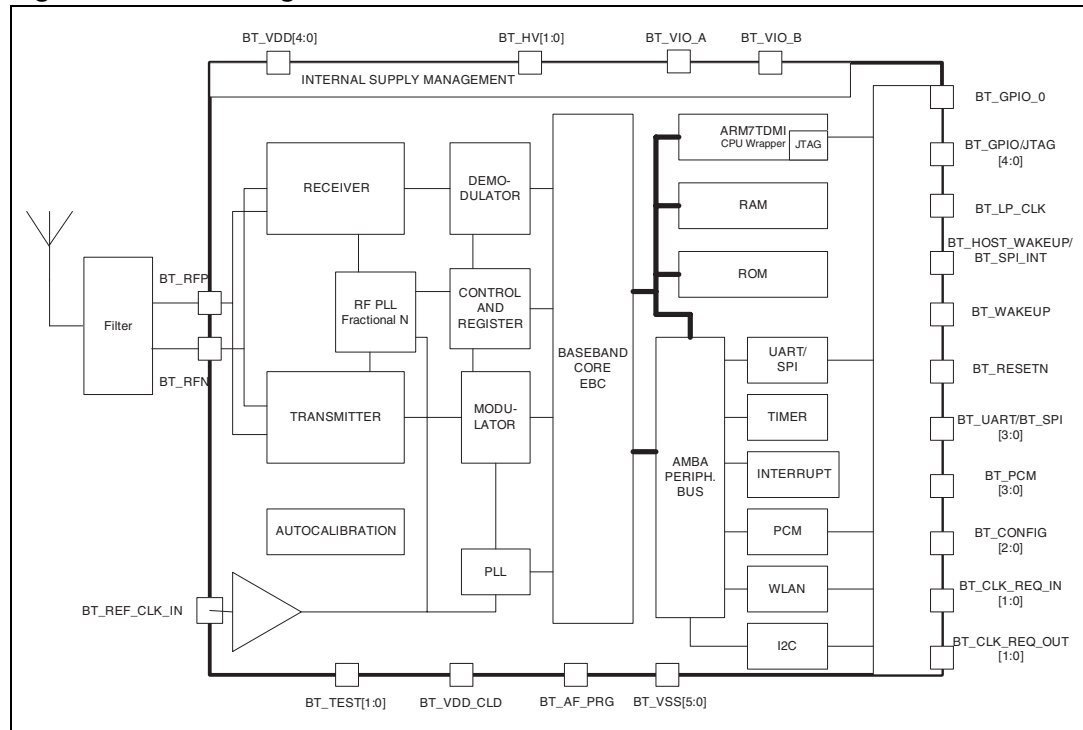 BT_VDD[4:0]
BT_HV[1:0]
BT_VIO_A
BT_VIO_B
INTERNAL SUPPLY MANAGEMENT
BT_GPIO_0
ARM7TDMI
CPU Wrapper
JTAG
BT_GPIO/JTAG
[4:0]
RECEIVER
DEMO-
DULATOR
RAM
BT_LP_CLK
BT_HOST_WAKEUP/
BT_SPI_INT
ROM
BT_RFP
RF PLL
Fractional N
CONTROL
AND
REGISTER
BT_WAKEUP
Filter
BASEBAND
CORE
EBC
UART/
SPI
BT_RFN
BT_RESETN
TRANSMITTER
MODU-
LATOR
TIMER
BT_UART/BT_SPI
[3:0]
AMBA
PERIPH.
BUS
INTERRUPT
BT_PCM
[3:0]
AUTOCALIBRATION
PCM
BT_CONFIG
[2:0]
PLL
WLAN
BT_CLK_REQ_IN
[1:0]
BT_REF_CLK_IN
I2C
BT_CLK_REQ_OUT
[1:0]
BT_TEST[1:0]
BT_VDD_CLD
BT_AF_PRG
BT_VSS[5:0]